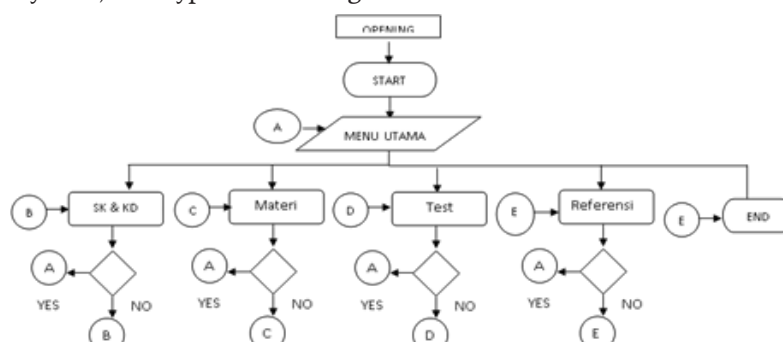 OPENING
START
A
MENU UTAMA
B
SK & KD
C
Materi
D
Test
E
Referensi
E
END
A
A
A
A
YES
NO
YES
NO
YES
NO
YES
NO
B
C
D
E